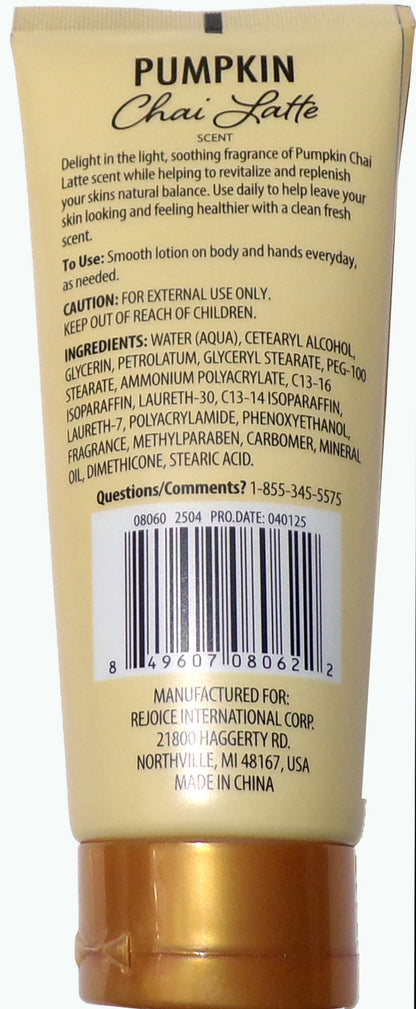 PUMPKIN
Chai Latte
SCENT
Delight in the light, soothing fragrance of Pumpkin Chai
Latte scent while helping to revitalize and replenish
your skins natural balance. Use daily to help leave your
skin looking and feeling healthier with a clean fresh
scent.
To Use: Smooth lotion on body and hands everyday,
as needed.
CAUTION: FOR EXTERNAL USE ONLY.
KEEP OUT OF REACH OF CHILDREN.
INGREDIENTS: WATER (AQUA), CETEARYL ALCOHOL,
GLYCERIN, PETROLATUM, GLYCERYL STEARATE, PEG-100
STEARATE, AMMONIUM POLYACRYLATE, C13-16
ISOPARAFFIN, LAURETH-30, C13-14 ISOPARAFFIN,
LAURETH-7, POLYACRYLAMIDE, PHENOXYETHANOL,
FRAGRANCE, METHYLPARABEN, CARBOMER, MINERAL
OIL, DIMETHICONE, STEARIC ACID.
Questions/Comments? 1-855-345-5575
08060 2504 PRO.DATE: 040125
8 49607 08062 2
MANUFACTURED FOR:
REJOICE INTERNATIONAL CORP.
21800 HAGGERTY RD.
NORTHVILLE, MI 48167, USA
MADE IN CHINA